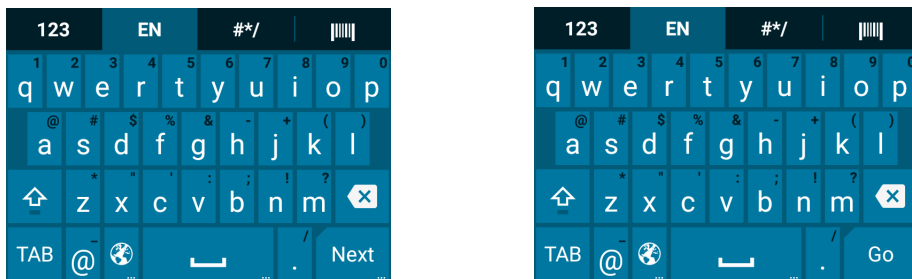 123 EN #*/
1 2 3 4 5 6 7 8 9 0
q w e r t y u i o p
@ # $ % & - + ( )
a s d f g h j k l
* " ' : ; ! ?
z x c v b n m
_ /
TAB @ . Next
123 EN #*/
1 2 3 4 5 6 7 8 9 0
q w e r t y u i o p
@ # $ % & - + ( )
a s d f g h j k l
* " ' : ; ! ?
z x c v b n m
_ /
TAB @ . Go